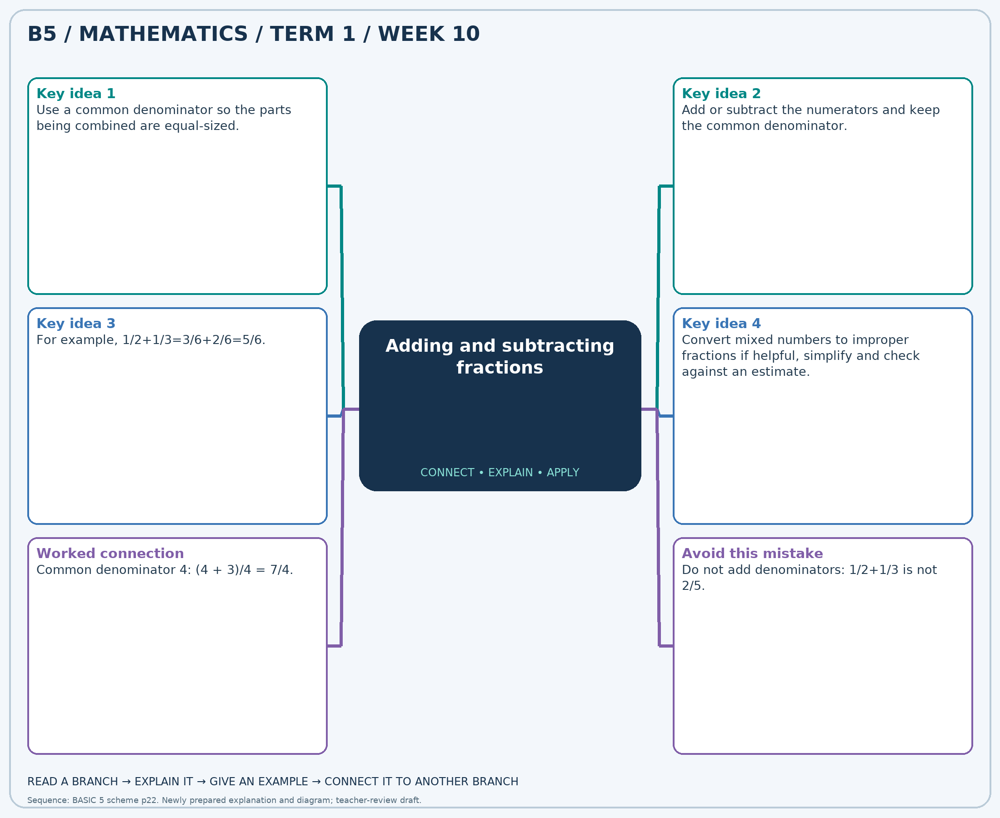 B5 / MATHEMATICS / TERM 1 / WEEK 10
Key idea 1
Use a common denominator so the parts
being combined are equal-sized.
Key idea 2
Add or subtract the numerators and keep
the common denominator.
Key idea 3
For example, 1/2+1/3=3/6+2/6=5/6.
Adding and subtracting
fractions
CONNECT • EXPLAIN • APPLY
Key idea 4
Convert mixed numbers to improper
fractions if helpful, simplify and check
against an estimate.
Worked connection
Common denominator 4: (4 + 3)/4 = 7/4.
Avoid this mistake
Do not add denominators: 1/2+1/3 is not
2/5.
READ A BRANCH → EXPLAIN IT → GIVE AN EXAMPLE → CONNECT IT TO ANOTHER BRANCH
Sequence: BASIC 5 scheme p22. Newly prepared explanation and diagram; teacher-review draft.